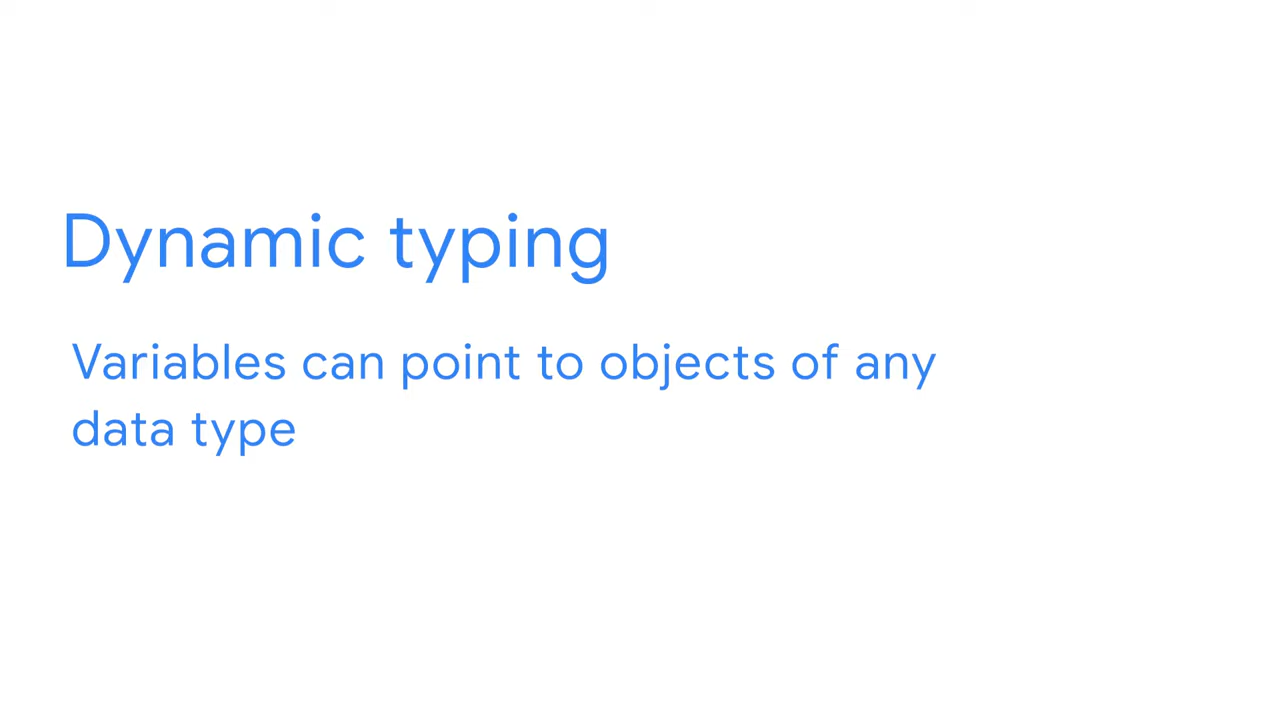 Dynamic typing
Variables can point to objects of any
data type